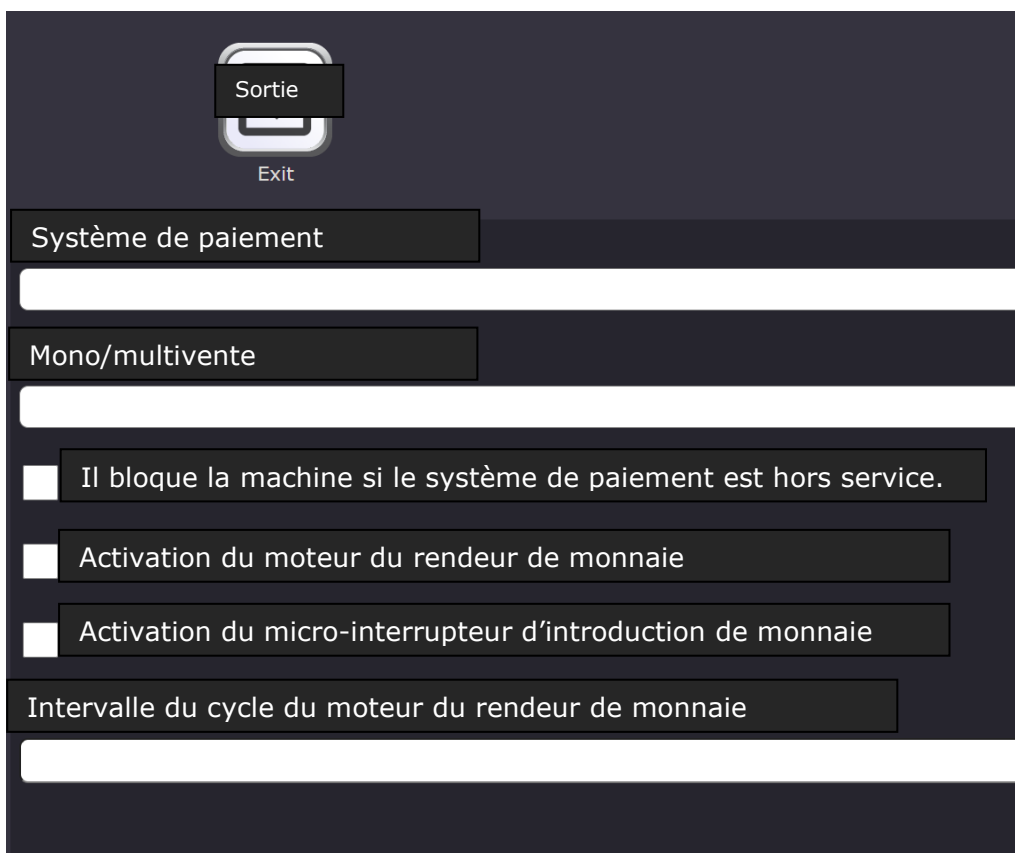 Sortie
Exit
Système de paiement
Mono/multivente
Il bloque la machine si le système de paiement est hors service.
Activation du moteur du rendeur de monnaie
Activation du micro-interrupteur d’introduction de monnaie
Intervalle du cycle du moteur du rendeur de monnaie